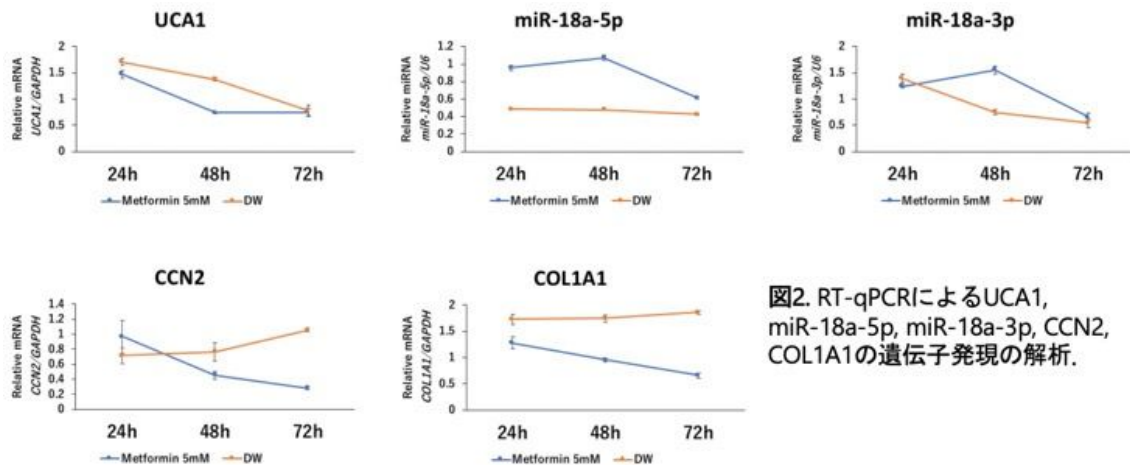 UCA1
Relative mRNA
UCA1/GAPDH
2
1.5
1
0.5
0
24h 48h 72h
Metformin 5mM DW
miR-18a-5p
Relative miRNA
miR-18a-5p/U6
1.2
1
0.8
0.6
0.4
0.2
0
24h 48h 72h
Metformin 5mM DW
miR-18a-3p
Relative miRNA
miR-18a-3p/U6
2
1.5
1
0.5
0
24h 48h 72h
Metformin 5mM DW
CCN2
Relative mRNA
CCN2/GAPDH
1.4
1.2
1
0.8
0.6
0.4
0.2
0
24h 48h 72h
Metformin 5mM DW
COL1A1
Relative mRNA
COL1A1/GAPDH
2
1.5
1
0.5
0
24h 48h 72h
Metformin 5mM DW
図2. RT-qPCRによるUCA1,
miR-18a-5p, miR-18a-3p, CCN2,
COL1A1の遺伝子発現の解析.